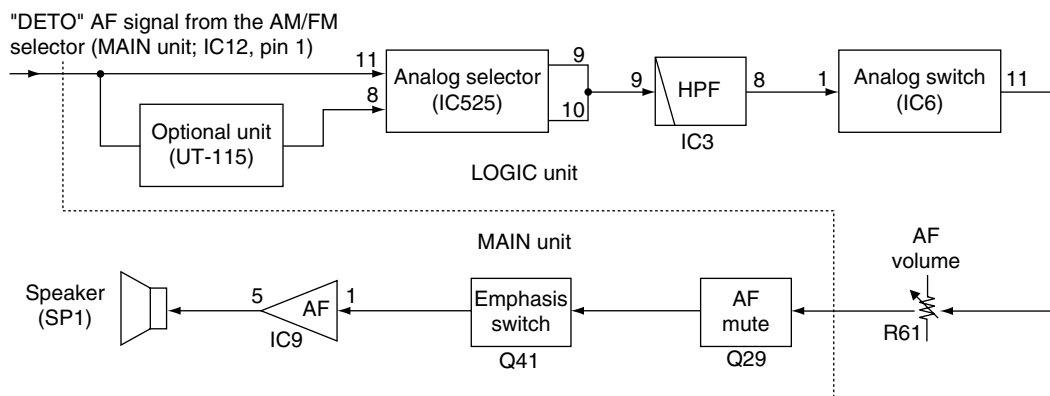 "DETO" AF signal from the AM/FM
selector (MAIN unit; IC12, pin 1)
11
8
Analog selector
(IC525)
9
10
9
HPF
8
IC3
1
Analog switch
(IC6)
11
Optional unit
(UT-115)
LOGIC unit
MAIN unit
AF
volume
R61
Speaker
(SP1)
5
AF
1
IC9
Emphasis
switch
Q41
AF
mute
Q29